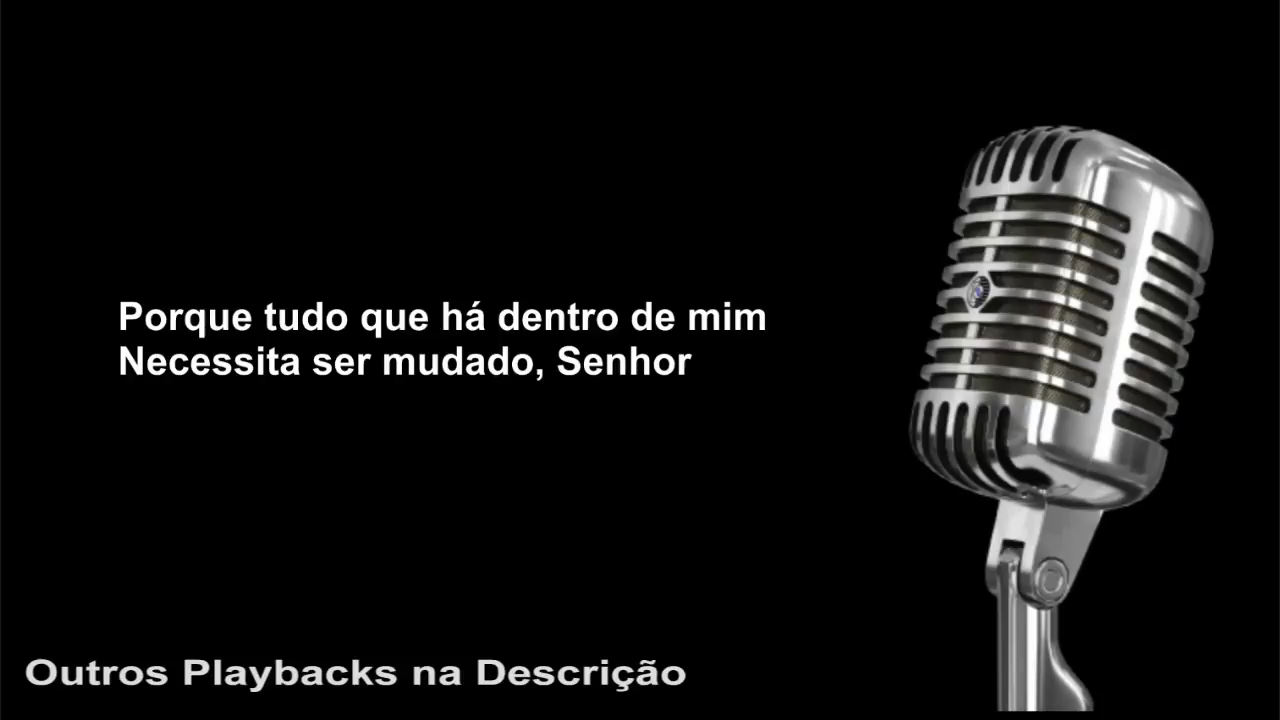 Porque tudo que há dentro de mim
Necessita ser mudado, Senhor
Outros Playbacks na Descrição